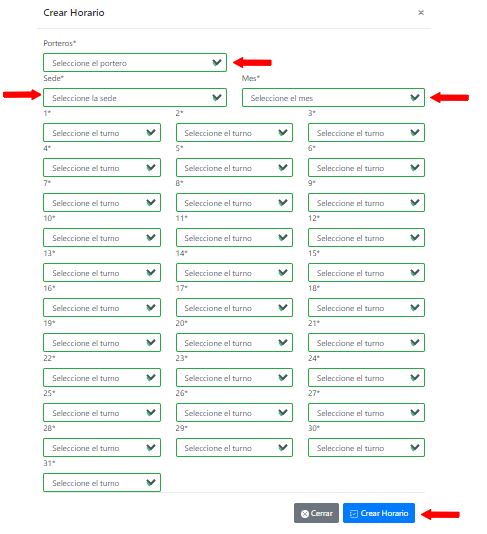 Crear Horario ×
Porteros*
Seleccione el portero
Sede* Mes*
Seleccione la sede Seleccione el mes
1* 2* 3*
Seleccione el turno Seleccione el turno Seleccione el turno
4* 5* 6*
Seleccione el turno Seleccione el turno Seleccione el turno
7* 8* 9*
Seleccione el turno Seleccione el turno Seleccione el turno
10* 11* 12*
Seleccione el turno Seleccione el turno Seleccione el turno
13* 14* 15*
Seleccione el turno Seleccione el turno Seleccione el turno
16* 17* 18*
Seleccione el turno Seleccione el turno Seleccione el turno
19* 20* 21*
Seleccione el turno Seleccione el turno Seleccione el turno
22* 23* 24*
Seleccione el turno Seleccione el turno Seleccione el turno
25* 26* 27*
Seleccione el turno Seleccione el turno Seleccione el turno
28* 29* 30*
Seleccione el turno Seleccione el turno Seleccione el turno
31*
Seleccione el turno
Cerrar Crear Horario